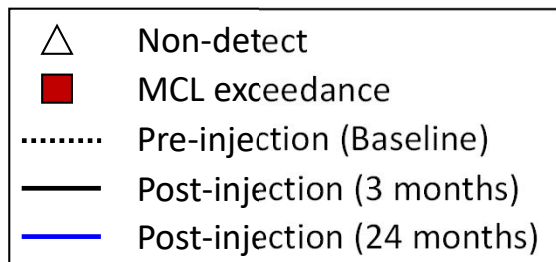 Non-detect
MCL exceedance
Pre-injection (Baseline)
Post-injection (3 months)
Post-injection (24 months)